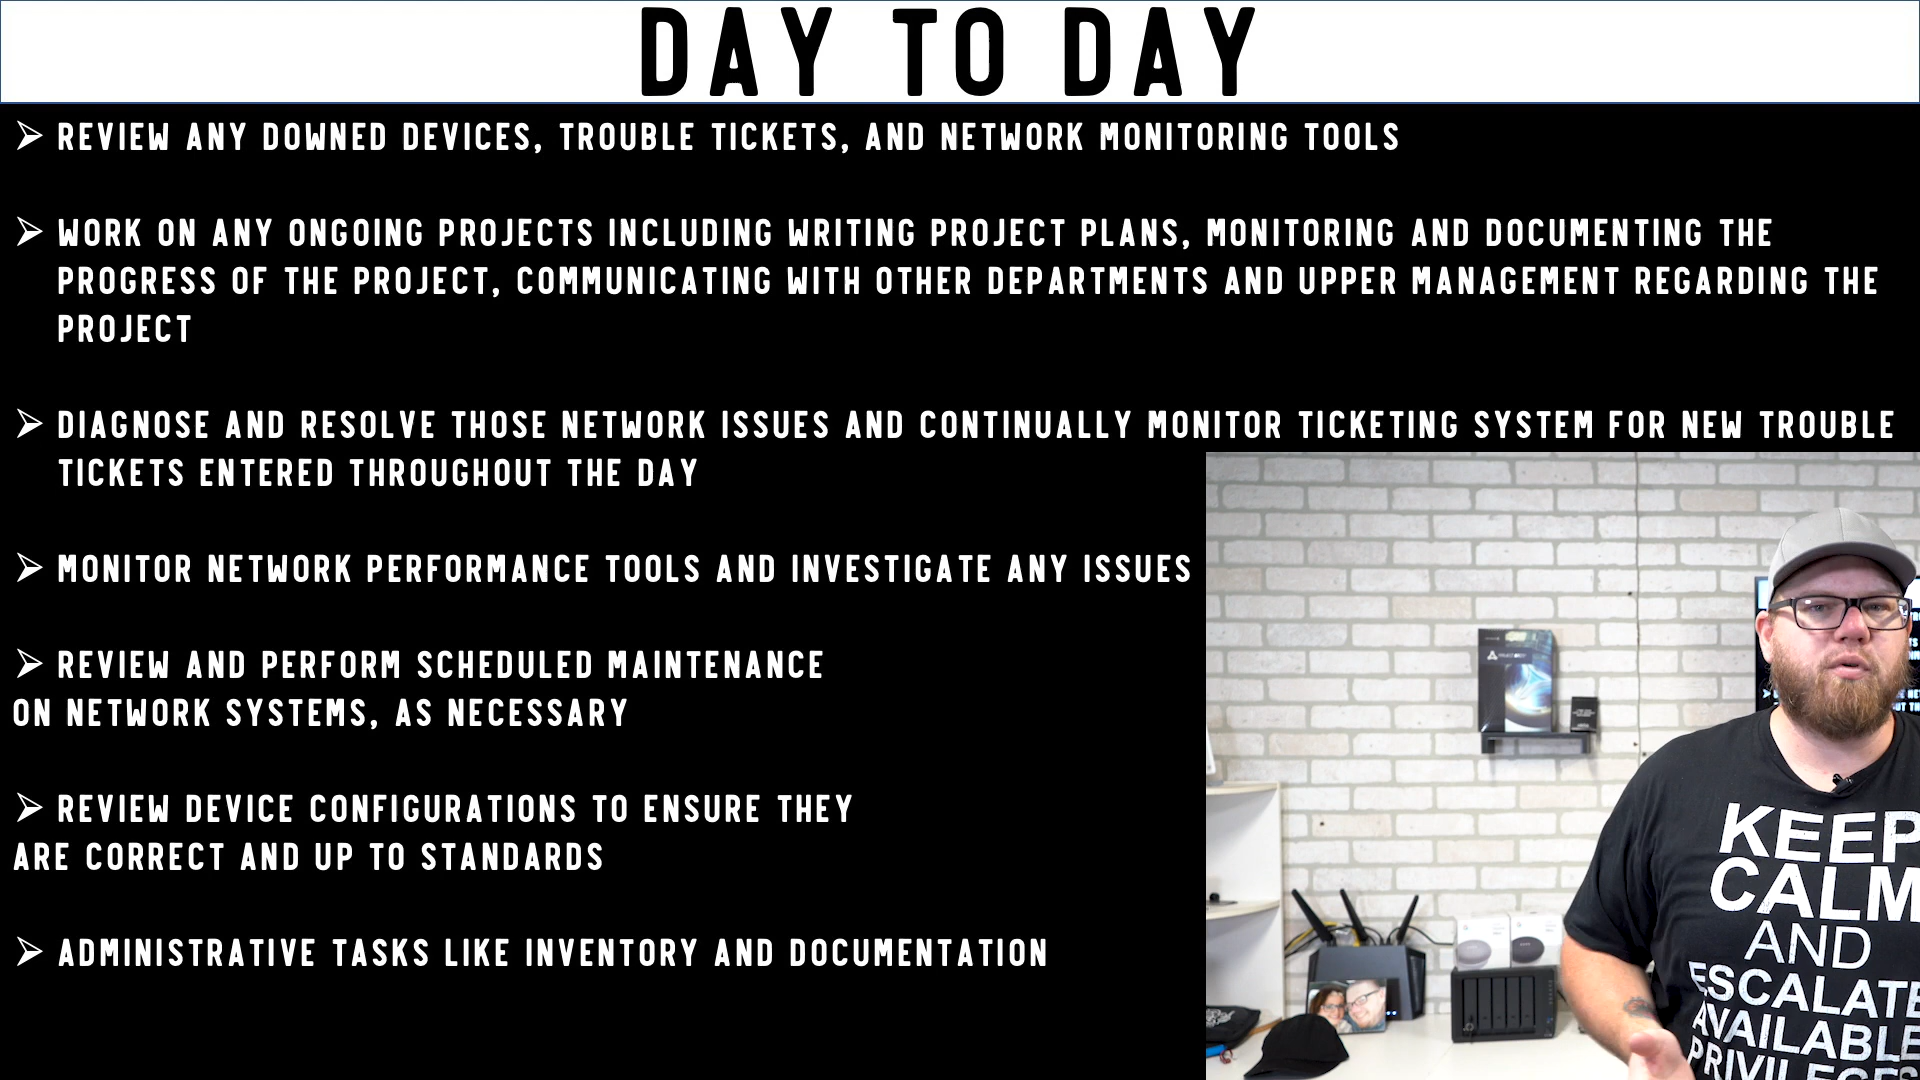 DAY TO DAY
➢ REVIEW ANY DOWNED DEVICES, TROUBLE TICKETS, AND NETWORK MONITORING TOOLS
➢ WORK ON ANY ONGOING PROJECTS INCLUDING WRITING PROJECT PLANS, MONITORING AND DOCUMENTING THE
PROGRESS OF THE PROJECT, COMMUNICATING WITH OTHER DEPARTMENTS AND UPPER MANAGEMENT REGARDING THE
PROJECT
➢ DIAGNOSE AND RESOLVE THOSE NETWORK ISSUES AND CONTINUALLY MONITOR TICKETING SYSTEM FOR NEW TROUBLE
TICKETS ENTERED THROUGHOUT THE DAY
➢ MONITOR NETWORK PERFORMANCE TOOLS AND INVESTIGATE ANY ISSUES
➢ REVIEW AND PERFORM SCHEDULED MAINTENANCE
ON NETWORK SYSTEMS, AS NECESSARY
➢ REVIEW DEVICE CONFIGURATIONS TO ENSURE THEY
ARE CORRECT AND UP TO STANDARDS
➢ ADMINISTRATIVE TASKS LIKE INVENTORY AND DOCUMENTATION
KEEP
CALM
AND
ESCALATE
AVAILABLE